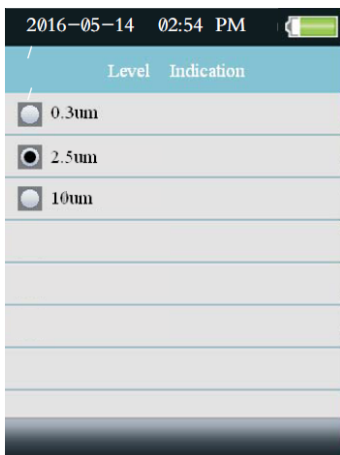 2016-05-14 02:54 PM
Level Indication
0.3um
2.5um
10um